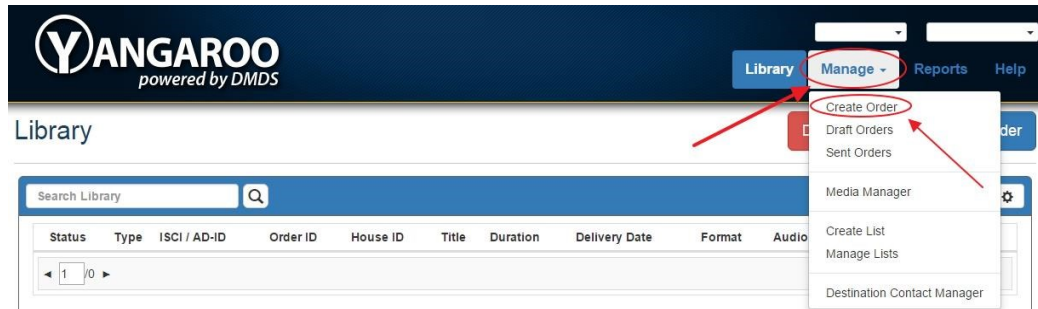 YANGAROO
powered by DMDS
Library Manage Reports Help
Library
Create Order
Draft Orders
Sent Orders
Media Manager
Create List
Manage Lists
Destination Contact Manager
Search Library
Status Type ISCI / AD-ID Order ID House ID Title Duration Delivery Date Format Audio
1 /0